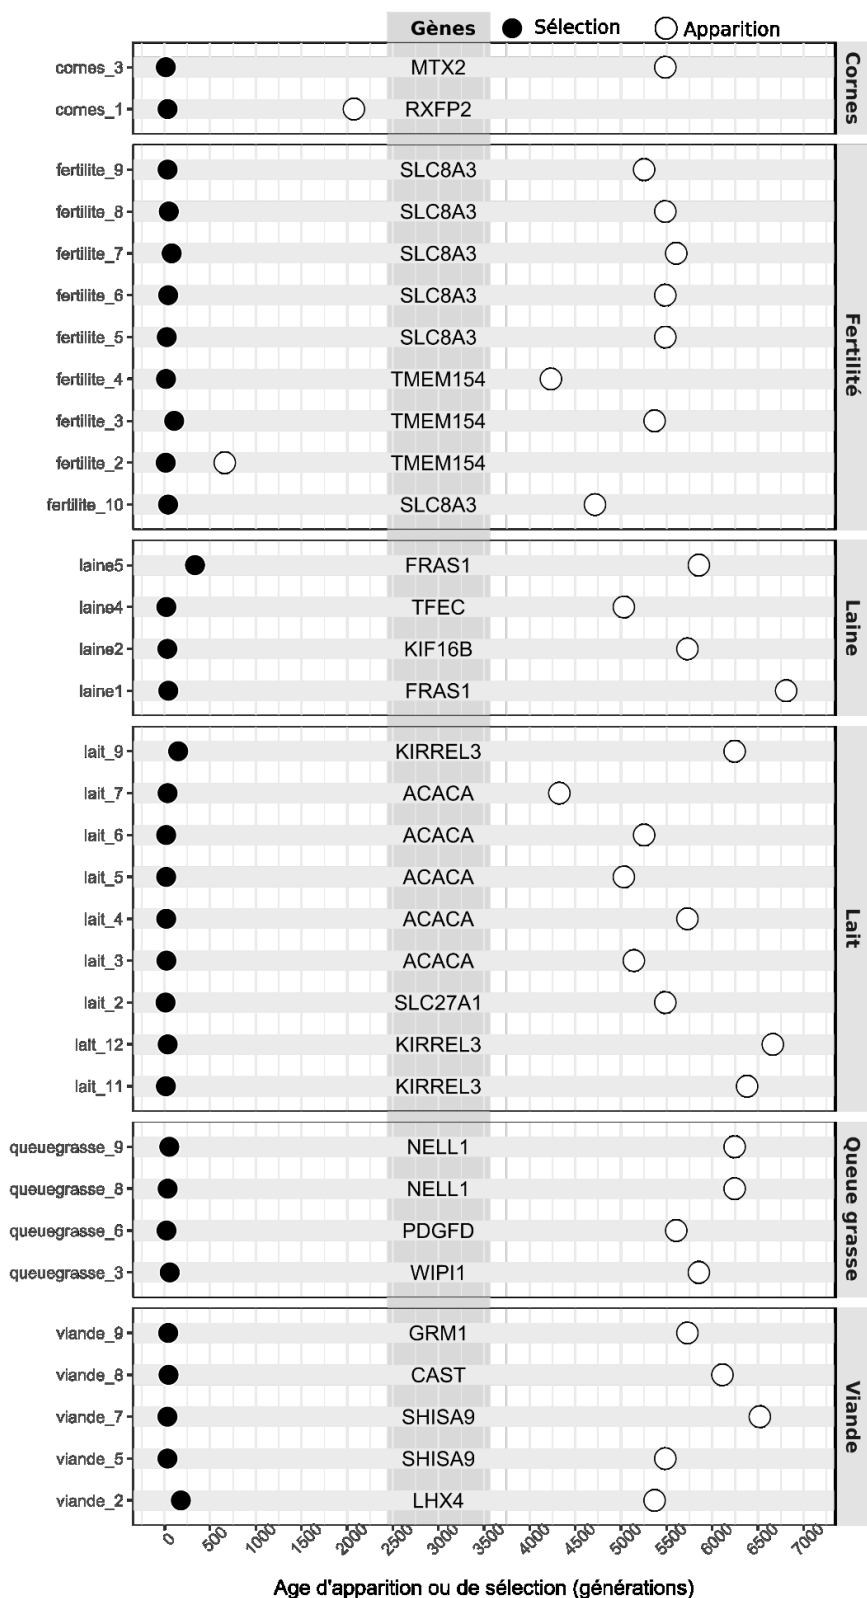 Gènes Sélection Apparition
cornes_3 MTX2
cornes_1 RXFP2
Cornes
fertilite_9 SLC8A3
fertilite_8 SLC8A3
fertilite_7 SLC8A3
fertilite_6 SLC8A3
fertilite_5 SLC8A3
fertilite_4 TMEM154
fertilite_3 TMEM154
fertilite_2 TMEM154
fertilite_10 SLC8A3
Fertilité
laine5 FRAS1
laine4 TFEC
laine2 KIF16B
laine1 FRAS1
Laine
lait_9 KIRREL3
lait_7 ACACA
lait_6 ACACA
lait_5 ACACA
lait_4 ACACA
lait_3 ACACA
lait_2 SLC27A1
lait_12 KIRREL3
lait_11 KIRREL3
Lait
queuegrasse_9 NELL1
queuegrasse_8 NELL1
queuegrasse_6 PDGFD
queuegrasse_3 WIPI1
Queue grasse
viande_9 GRM1
viande_8 CAST
viande_7 SHISA9
viande_5 SHISA9
viande_2 LHX4
Viande
0 500 1000 1500 2000 2500 3000 3500 4000 4500 5000 5500 6000 6500 7000
Age d'apparition ou de sélection (générations)